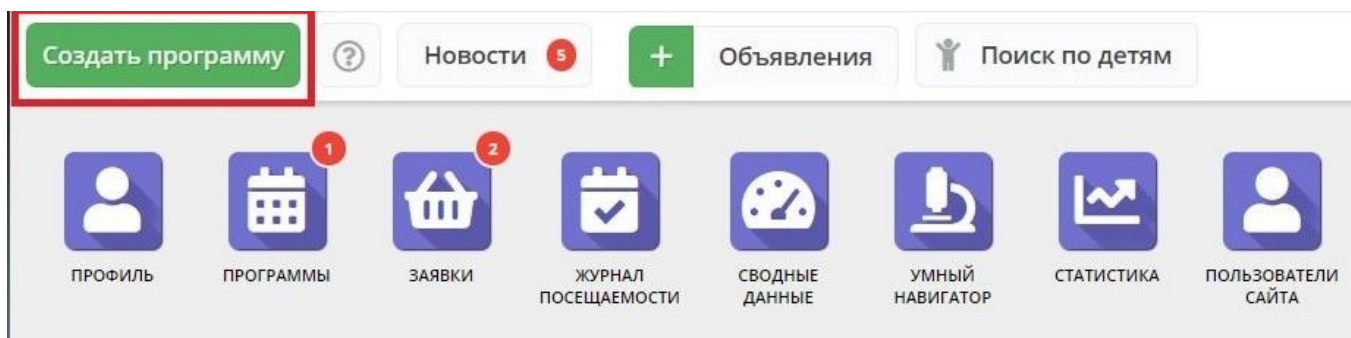 Создать программу ? Новости 5 + Объявления Поиск по детям
1 2
ПРОФИЛЬ ПРОГРАММЫ ЗАЯВКИ ЖУРНАЛ ПОСЕЩАЕМОСТИ СВОДНЫЕ ДАННЫЕ УМНЫЙ НАВИГАТОР СТАТИСТИКА ПОЛЬЗОВАТЕЛИ САЙТА